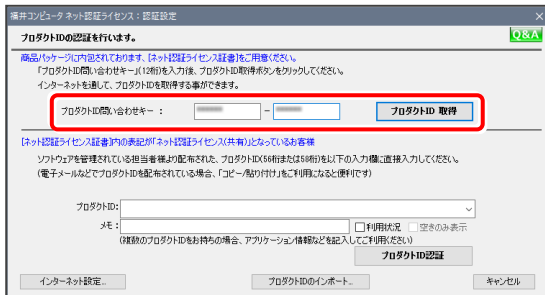 福井コンピュータ ネット認証ライセンス：認証設定
プロダクトIDの認証を行います。
Q&A
商品パッケージに内包されております、【ネット認証ライセンス証書】をご用意ください。
「プロダクトID問い合わせキー」(12桁)を入力後、プロダクトID取得ボタンをクリックしてください。
インターネットを通して、プロダクトIDを取得する事ができます。
プロダクトID問い合わせキー ：
－
プロダクトID 取得
【ネット認証ライセンス証書】内の表記が「ネット認証ライセンス(共有)」となっているお客様
ソフトウェアを管理されている担当者様より配布された、プロダクトID(56桁または58桁)を以下の入力欄に直接入力してください。
(電子メールなどでプロダクトIDを配布されている場合、「コピー/貼り付け」をご利用になると便利です)
プロダクトID：
メモ：
利用状況
空きのみ表示
(複数のプロダクトIDをお持ちの場合、アプリケーション情報などを記入してご利用ください)
プロダクトID認証
インターネット設定...
プロダクトIDのインポート...
キャンセル